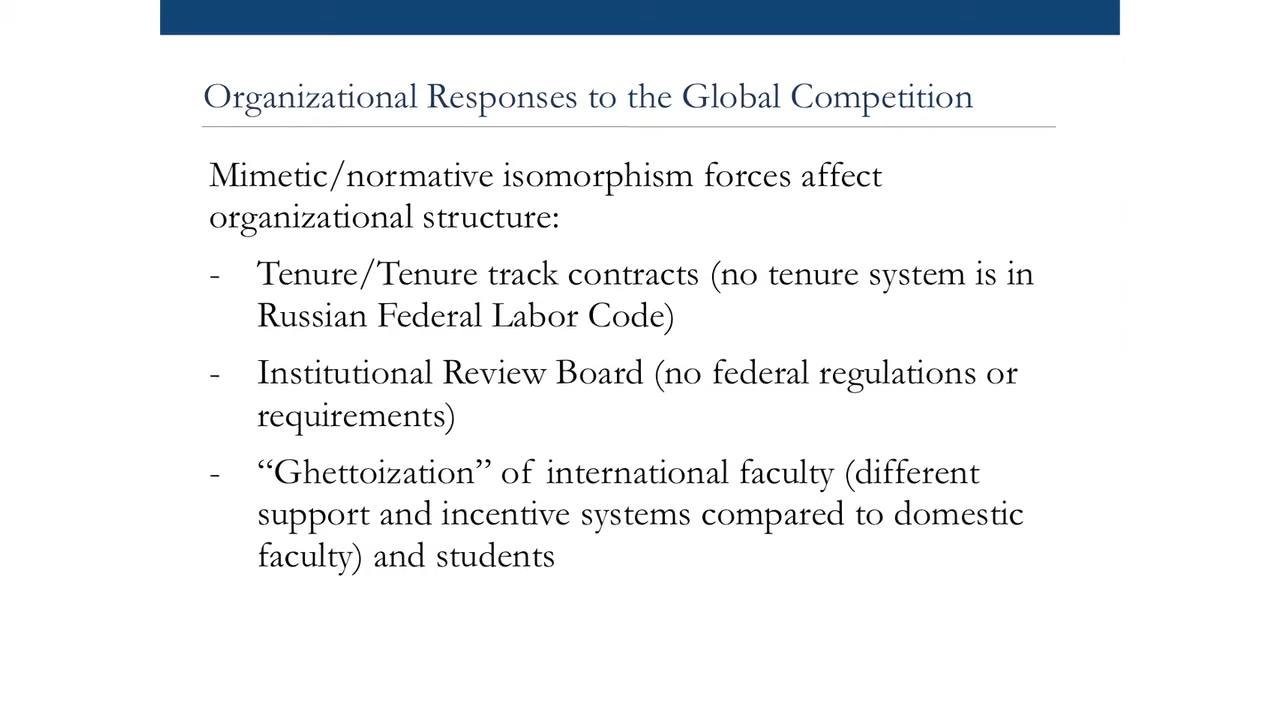 Organizational Responses to the Global Competition
Mimetic/normative isomorphism forces affect
organizational structure:
- Tenure/Tenure track contracts (no tenure system is in
Russian Federal Labor Code)
- Institutional Review Board (no federal regulations or
requirements)
- “Ghettoization” of international faculty (different
support and incentive systems compared to domestic
faculty) and students